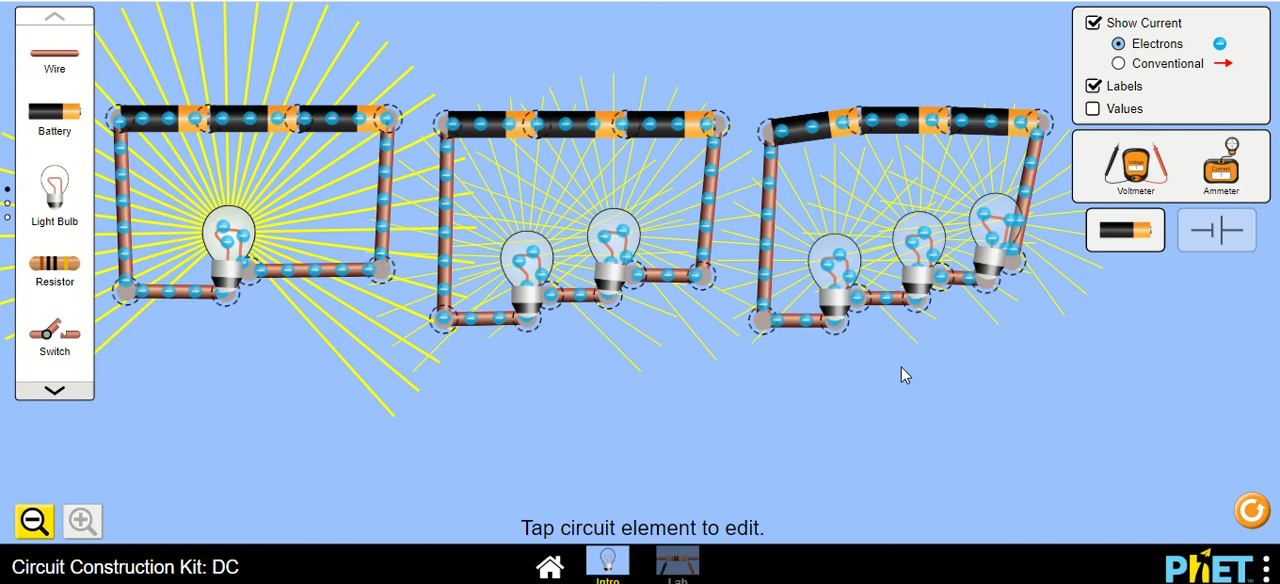 Wire
Battery
Light Bulb
Resistor
Switch
Show Current
Electrons
Conventional
Labels
Values
Voltmeter
Ammeter
Tap circuit element to edit.
Circuit Construction Kit: DC
Intro
Lab
PhET